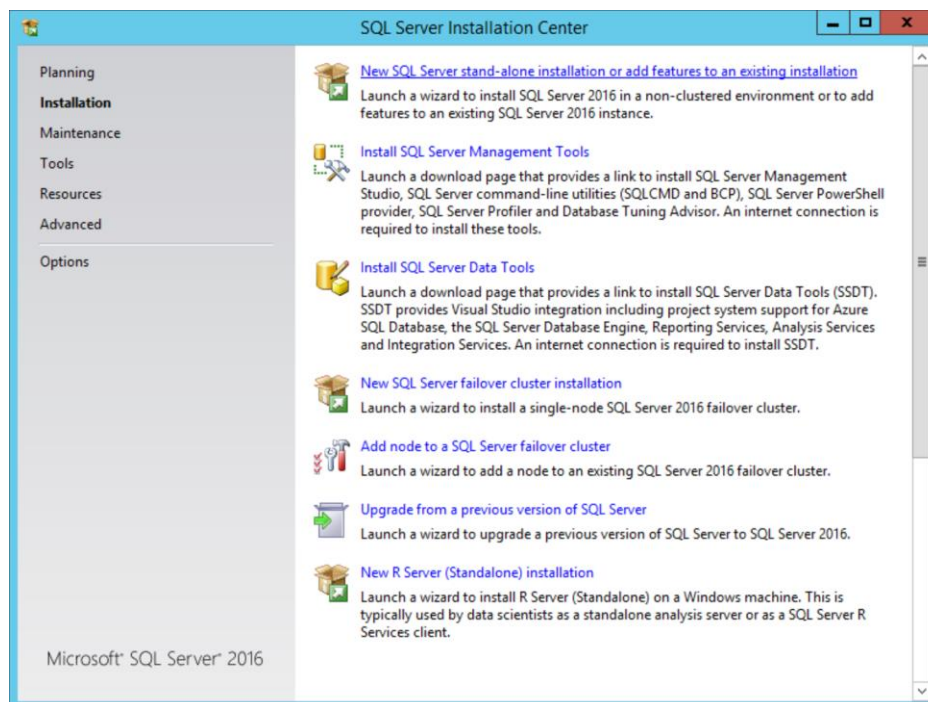 SQL Server Installation Center
Planning
Installation
Maintenance
Tools
Resources
Advanced
Options
Microsoft® SQL Server® 2016
New SQL Server stand-alone installation or add features to an existing installation
Launch a wizard to install SQL Server 2016 in a non-clustered environment or to add
features to an existing SQL Server 2016 instance.
Install SQL Server Management Tools
Launch a download page that provides a link to install SQL Server Management
Studio, SQL Server command-line utilities (SQLCMD and BCP), SQL Server PowerShell
provider, SQL Server Profiler and Database Tuning Advisor. An internet connection is
required to install these tools.
Install SQL Server Data Tools
Launch a download page that provides a link to install SQL Server Data Tools (SSDT).
SSDT provides Visual Studio integration including project system support for Azure
SQL Database, the SQL Server Database Engine, Reporting Services, Analysis Services
and Integration Services. An internet connection is required to install SSDT.
New SQL Server failover cluster installation
Launch a wizard to install a single-node SQL Server 2016 failover cluster.
Add node to a SQL Server failover cluster
Launch a wizard to add a node to an existing SQL Server 2016 failover cluster.
Upgrade from a previous version of SQL Server
Launch a wizard to upgrade a previous version of SQL Server to SQL Server 2016.
New R Server (Standalone) installation
Launch a wizard to install R Server (Standalone) on a Windows machine. This is
typically used by data scientists as a standalone analysis server or as a SQL Server R
Services client.